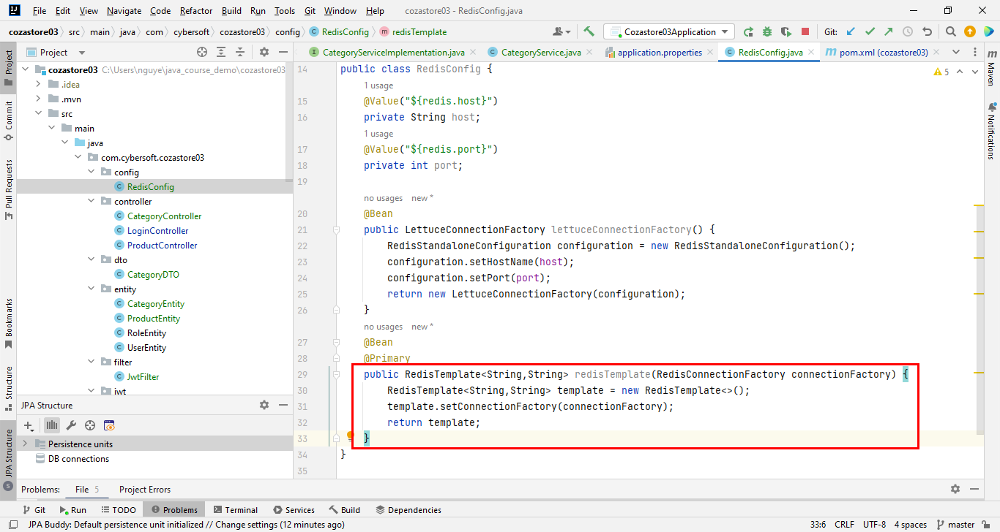 File Edit View Navigate Code Refactor Build Run Tools Git Window Help cozastore03 - RedisConfig.java
cozastore03 src main java com cybersoft cozastore03 config RedisConfig redisTemplate Cozastore03Application Git:
Project
CategoryServiceImplementation.java CategoryService.java application.properties RedisConfig.java pom.xml (cozastore03)
cozastore03 C:\Users\nguye\java_course_demo\cozastore03
.idea
.mvn
src
main
java
com.cybersoft.cozastore03
config
RedisConfig
controller
CategoryController
LoginController
ProductController
dto
CategoryDTO
entity
CategoryEntity
ProductEntity
RoleEntity
UserEntity
filter
JwtFilter
jwt
JPA Structure
Persistence units
DB connections
Project
Commit
Pull Requests
Bookmarks
Structure
JPA Structure
14 public class RedisConfig {
1 usage
15 @Value("${redis.host}")
16 private String host;
1 usage
17 @Value("${redis.port}")
18 private int port;
19
no usages new *
20 @Bean
21 public LettuceConnectionFactory lettuceConnectionFactory() {
22 RedisStandaloneConfiguration configuration = new RedisStandaloneConfiguration();
23 configuration.setHostName(host);
24 configuration.setPort(port);
25 return new LettuceConnectionFactory(configuration);
26 }
no usages new *
27 @Bean
28 @Primary
29 public RedisTemplate<String,String> redisTemplate(RedisConnectionFactory connectionFactory) {
30 RedisTemplate<String,String> template = new RedisTemplate<>();
31 template.setConnectionFactory(connectionFactory);
32 return template;
33 }
34 }
35
5
Maven
Notifications
Problems: File 5 Project Errors
Git Run TODO Problems Terminal Services Build Dependencies
JPA Buddy: Default persistence unit initialized // Change settings (12 minutes ago) 33:6 CRLF UTF-8 4 spaces master